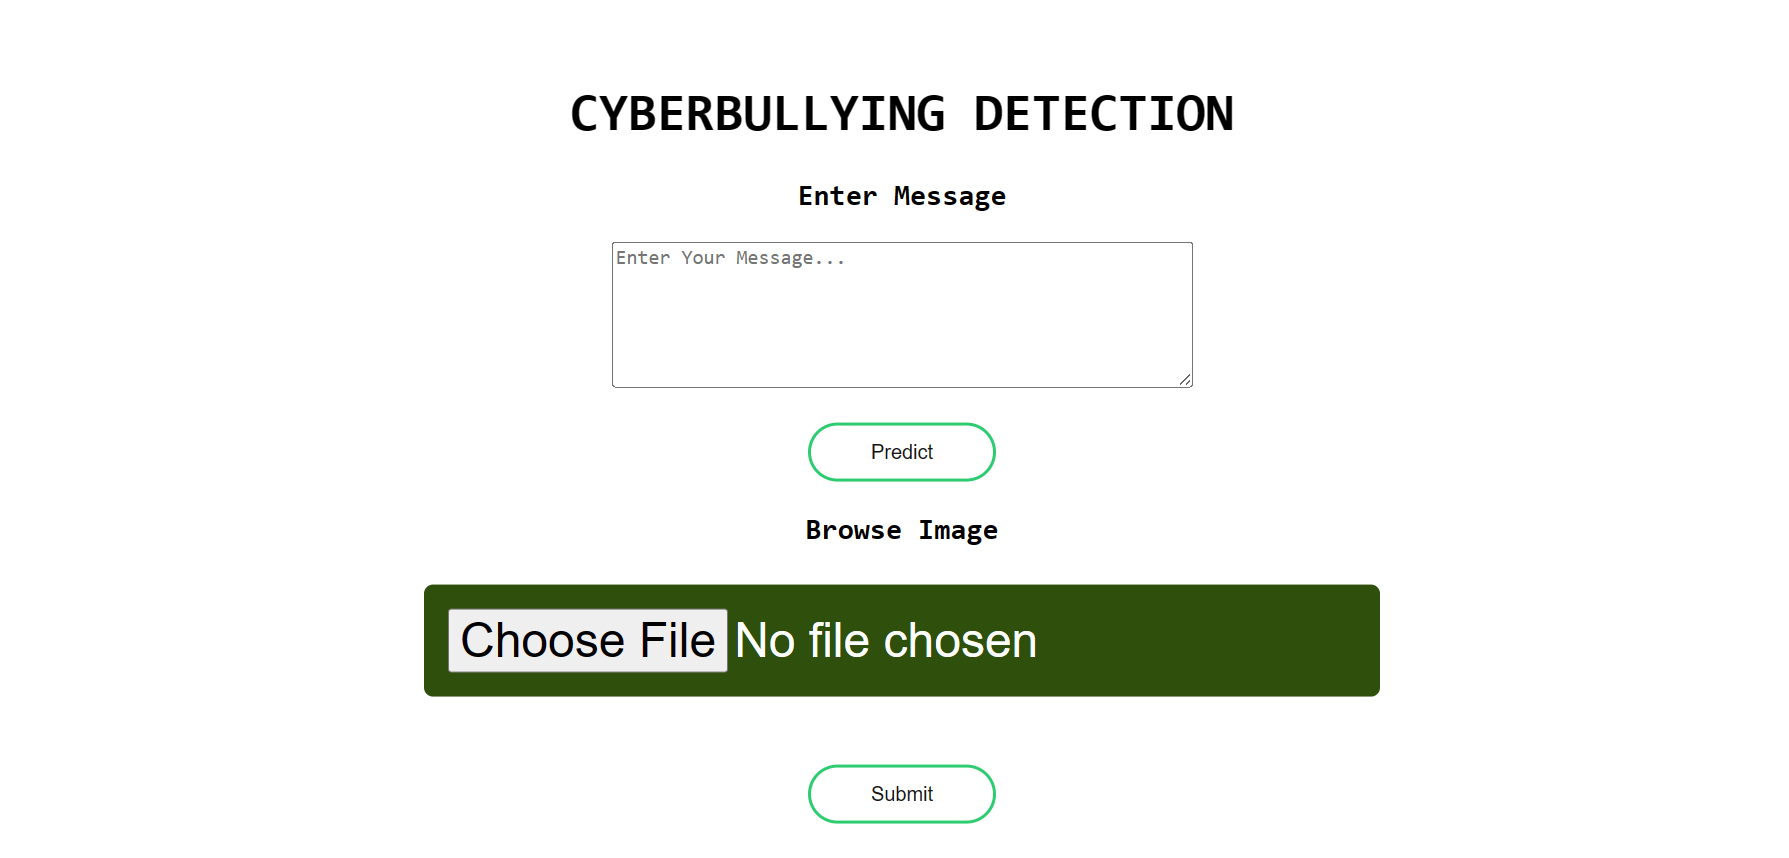 CYBERBULLYING DETECTION
Enter Message
Enter Your Message...
Predict
Browse Image
Choose File No file chosen
Submit